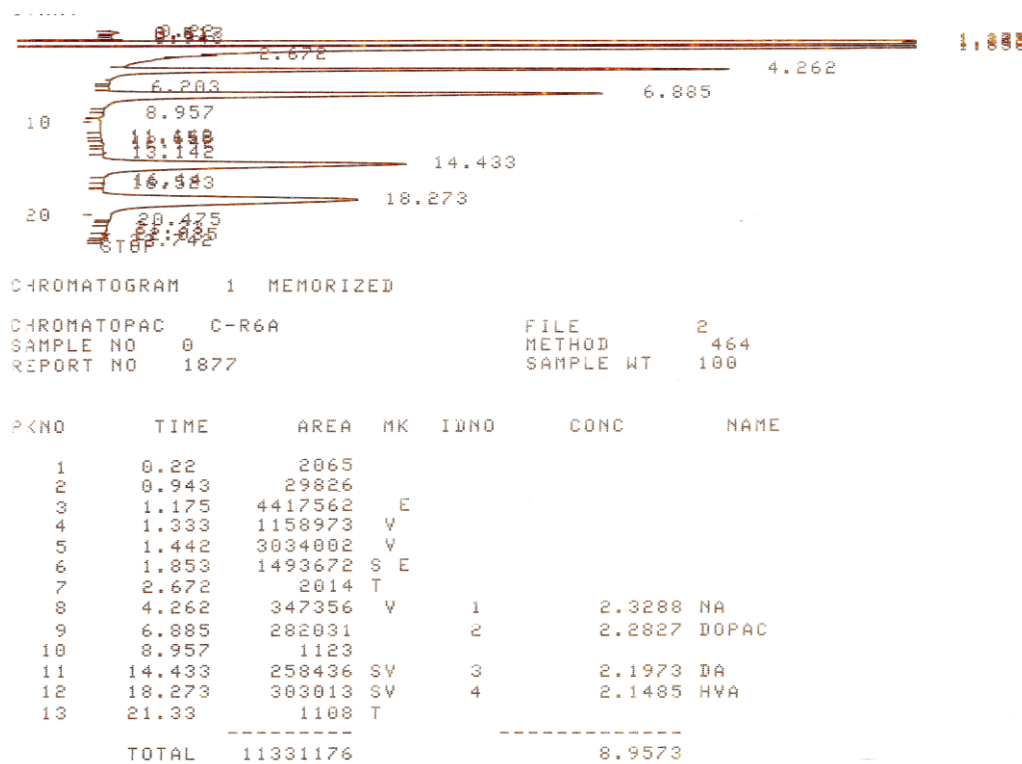 2.672
4.262
6.203
6.885
8.957
10
13.142
14.433
18.273
20
20.475
STOP
CHROMATOGRAM 1 MEMORIZED
CHROMATOPAC C-R6A FILE 2
SAMPLE NO 0 METHOD 464
REPORT NO 1877 SAMPLE WT 100
PKNO TIME AREA MK IDNO CONC NAME
1 0.22 2065
2 0.943 29826
3 1.175 4417562 E
4 1.333 1158973 V
5 1.442 3034002 V
6 1.853 1493672 S E
7 2.672 2014 T
8 4.262 347356 V 1 2.3288 NA
9 6.885 282031 2 2.2827 DOPAC
10 8.957 1123
11 14.433 258436 SV 3 2.1973 DA
12 18.273 303013 SV 4 2.1485 HVA
13 21.33 1108 T
------------- -------------
TOTAL 11331176 8.9573